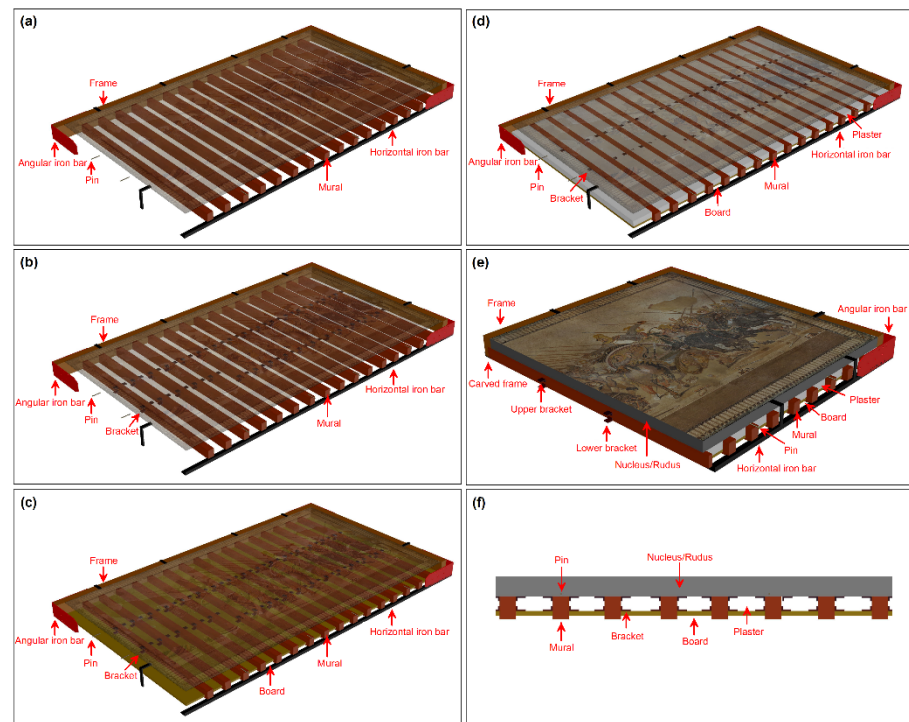 (a)
Frame
Angular iron bar
Pin
Horizontal iron bar
Mural
(b)
Frame
Angular iron bar
Pin
Bracket
Horizontal iron bar
Mural
(c)
Frame
Angular iron bar
Pin
Bracket
Horizontal iron bar
Mural
Board
(d)
Frame
Angular iron bar
Pin
Bracket
Plaster
Horizontal iron bar
Mural
Board
(e)
Frame
Angular iron bar
Carved frame
Upper bracket
Lower bracket
Nucleus/Rudus
Plaster
Board
Mural
Pin
Horizontal iron bar
(f)
Pin
Nucleus/Rudus
Mural
Bracket
Board
Plaster